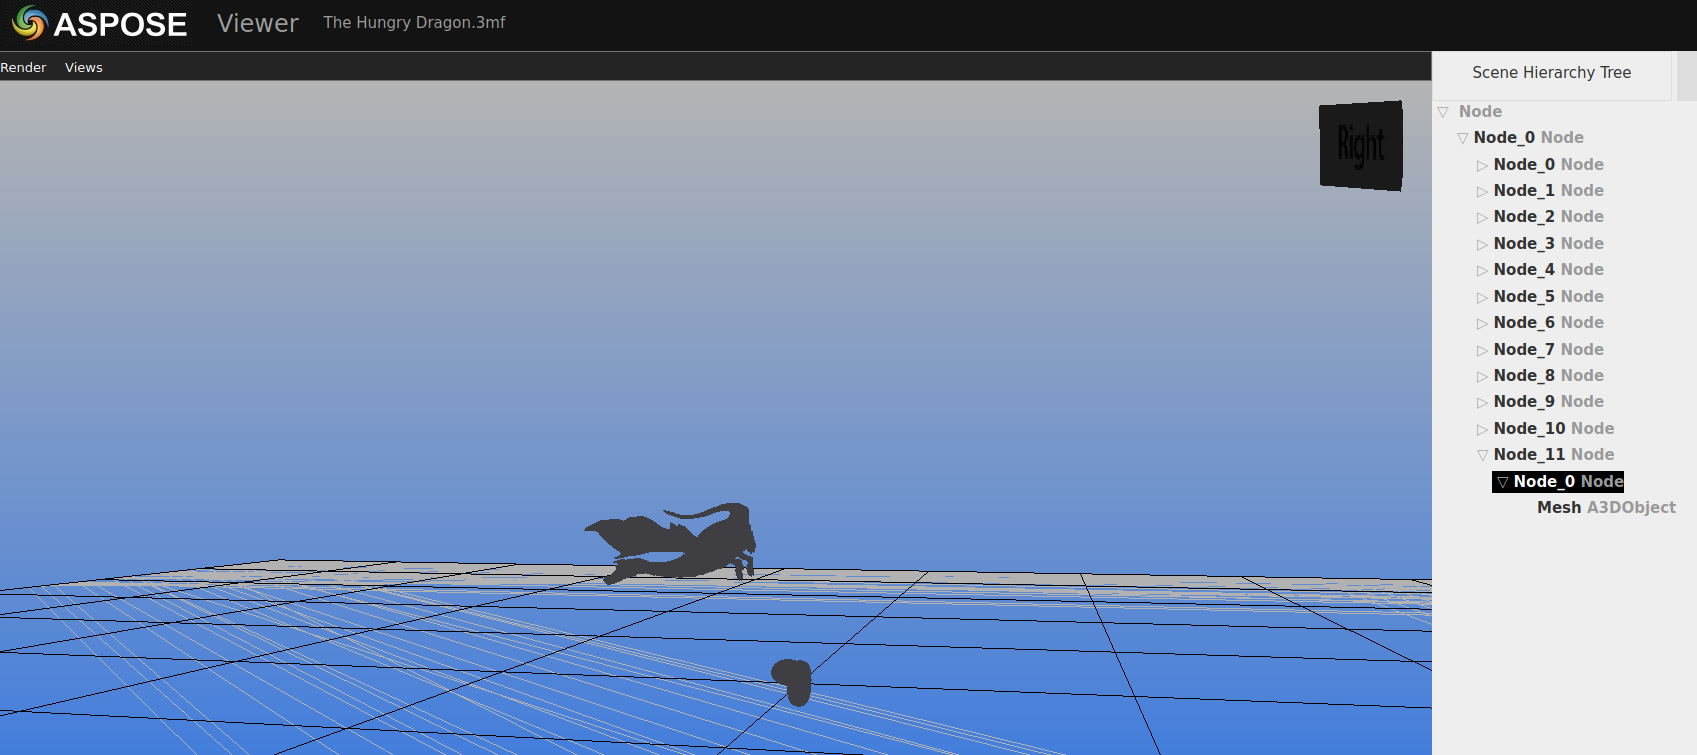 ASPOSE Viewer The Hungry Dragon.3mf
Render Views
Scene Hierarchy Tree
Right
Node
Node_0 Node
Node_0 Node
Node_1 Node
Node_2 Node
Node_3 Node
Node_4 Node
Node_5 Node
Node_6 Node
Node_7 Node
Node_8 Node
Node_9 Node
Node_10 Node
Node_11 Node
Node_0 Node
Mesh A3DObject